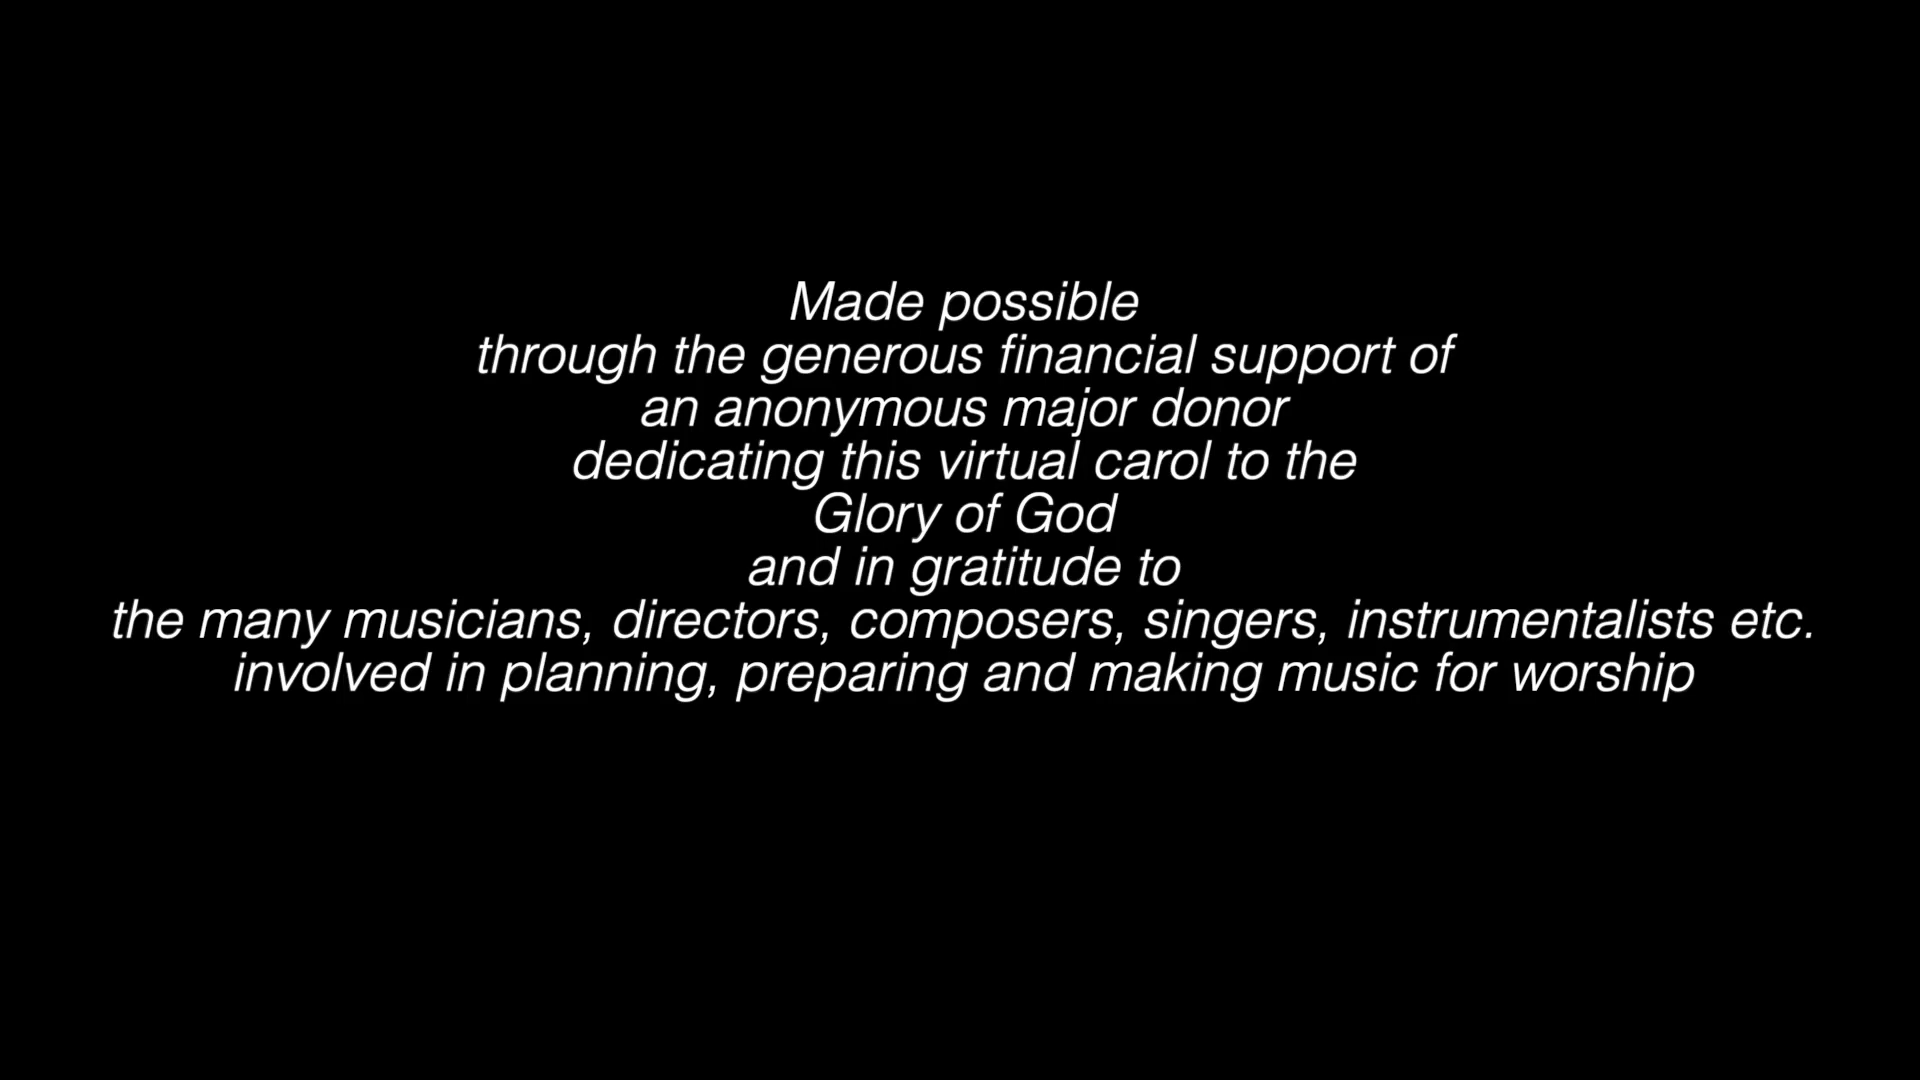 Made possible
through the generous financial support of
an anonymous major donor
dedicating this virtual carol to the
Glory of God
and in gratitude to
the many musicians, directors, composers, singers, instrumentalists etc.
involved in planning, preparing and making music for worship